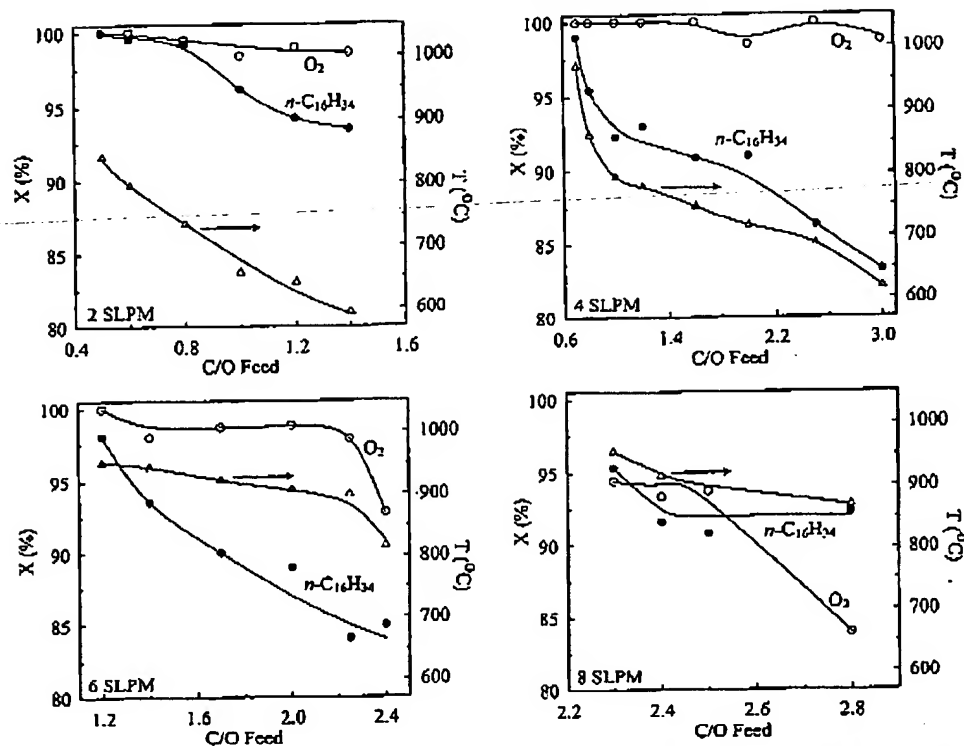 100
95
90
85
80
X (%)
O₂
n-C₁₆H₃₄
2 SLPM
1000
900
800
700
600
T (⁰C)
0.4
0.8
1.2
1.6
C/O Feed
100
95
90
85
80
X (%)
O₂
n-C₁₆H₃₄
4 SLPM
1000
900
800
700
600
T (⁰C)
0.6
1.4
2.2
3.0
C/O Feed
100
95
90
85
80
X (%)
O₂
n-C₁₆H₃₄
6 SLPM
1000
900
800
700
600
T (⁰C)
1.2
1.6
2.0
2.4
C/O Feed
100
95
90
85
80
X (%)
n-C₁₆H₃₄
O₂
8 SLPM
1000
900
800
700
600
T (⁰C)
2.2
2.4
2.6
2.8
C/O Feed